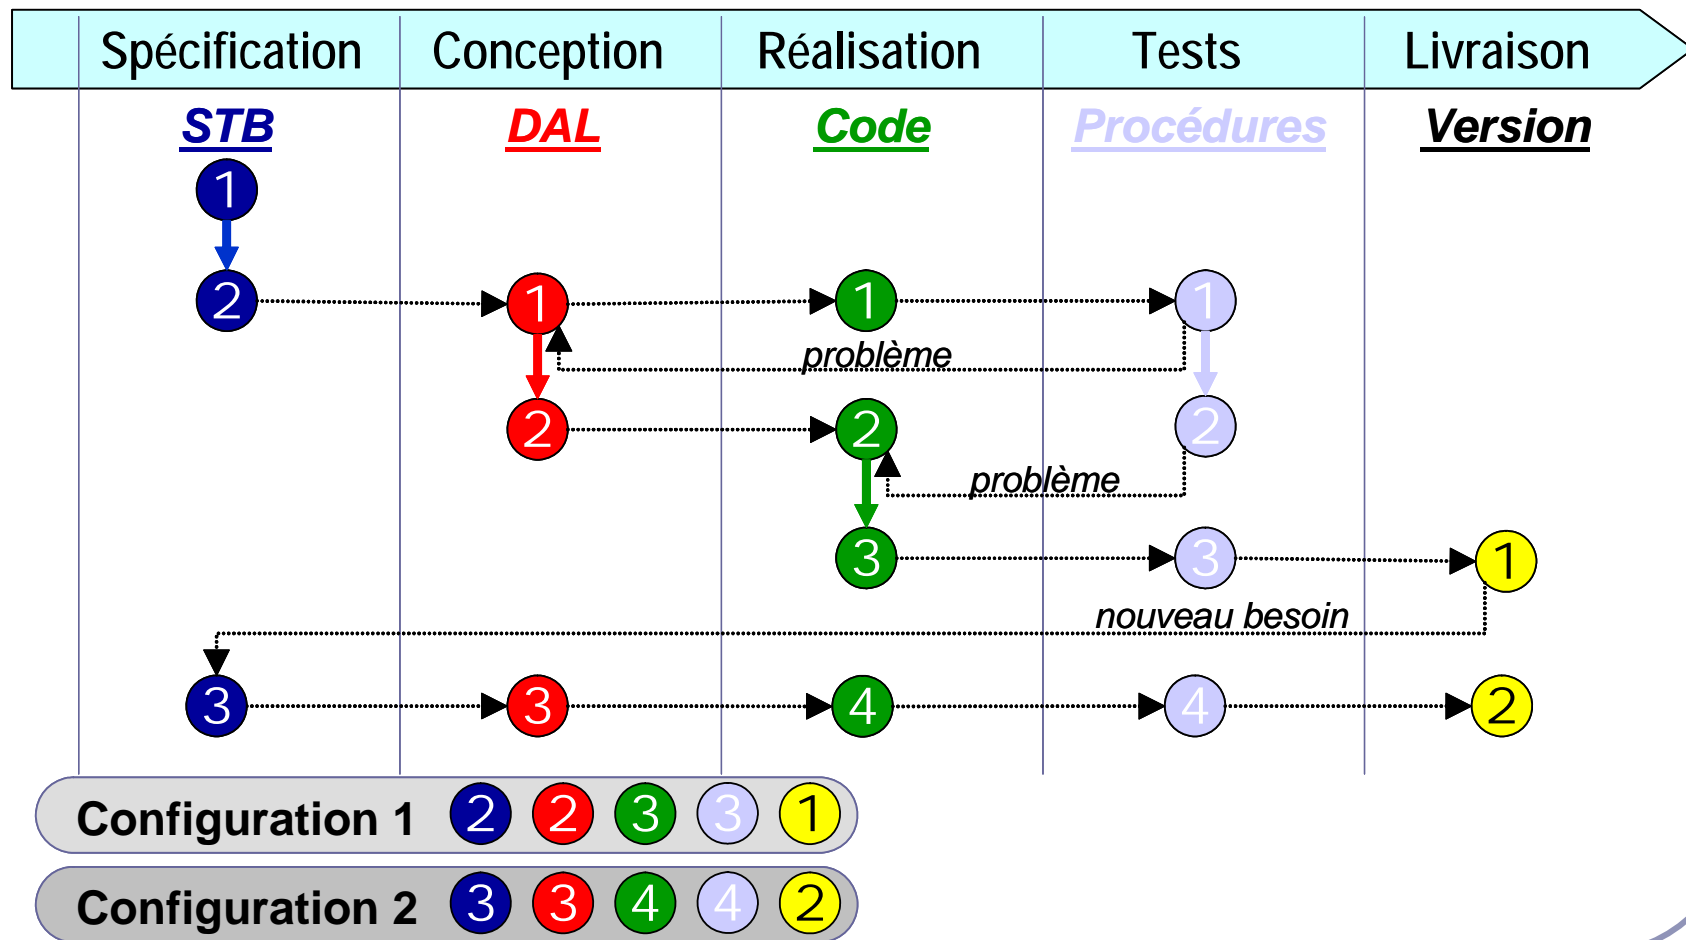 Spécification Conception Réalisation Tests Livraison
STB DAL Code Procédures Version
1
2 1 1 1
problème
2 2 2
problème
3 3 1
nouveau besoin
3 3 4 4 2
Configuration 1 2 2 3 3 1
Configuration 2 3 3 4 4 2